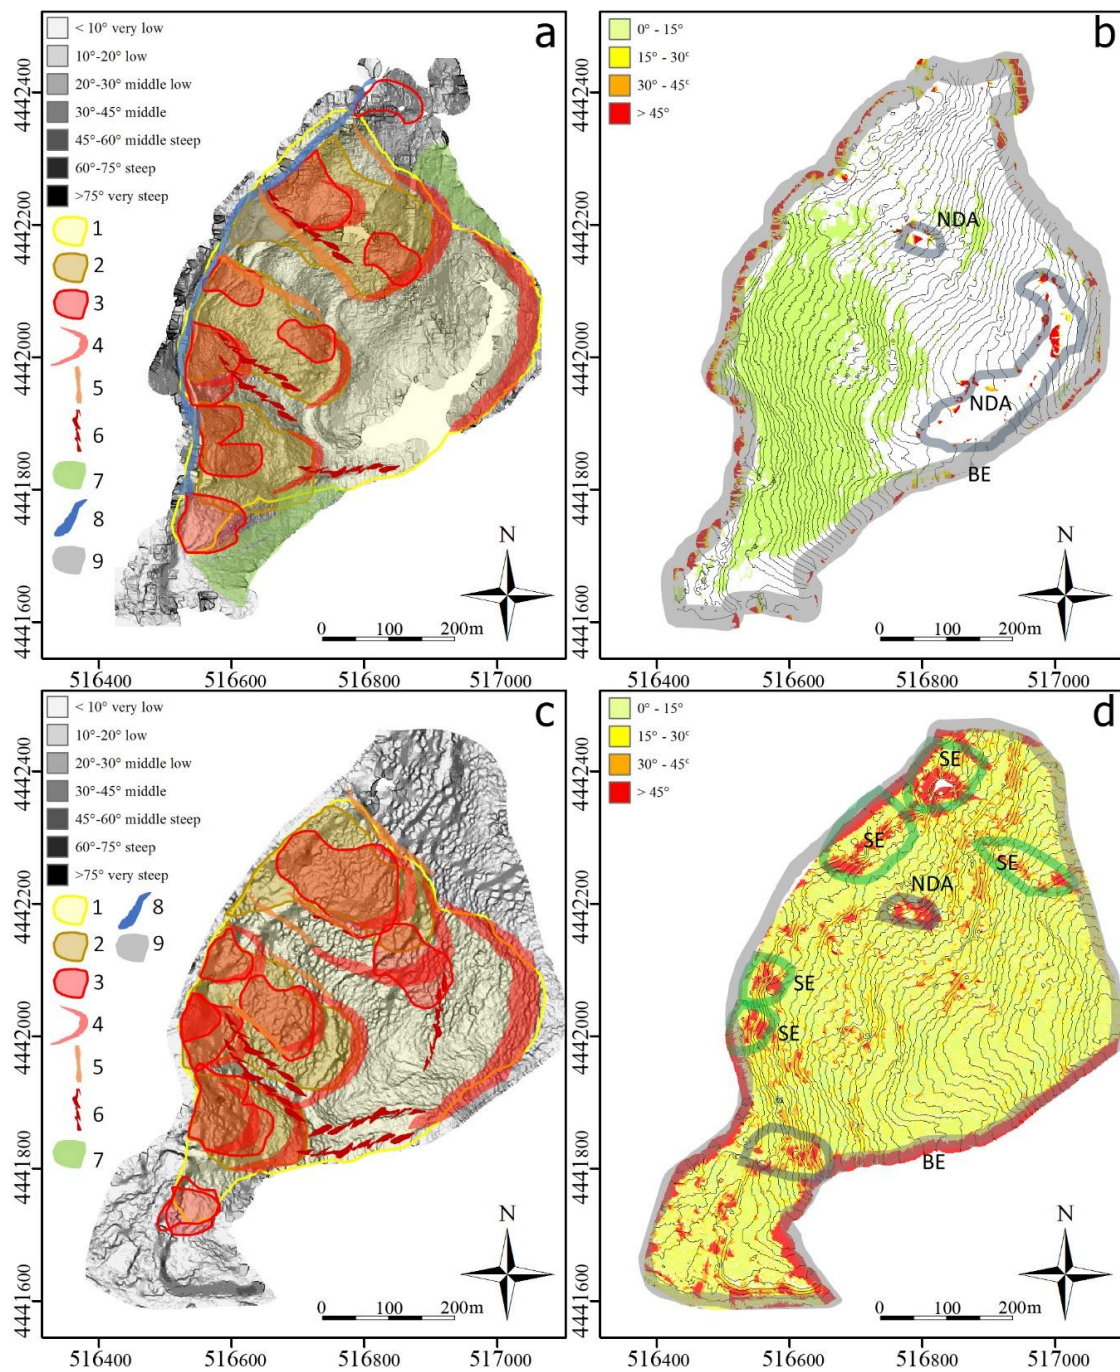 a
< 10° very low
10°-20° low
20°-30° middle low
30°-45° middle
45°-60° middle steep
60°-75° steep
>75° very steep
1
2
3
4
5
6
7
8
9
4442400
4442200
4442000
4441800
4441600
N
0 100 200m
516400 516600 516800 517000
b
0° - 15°
15° - 30°
30° - 45°
> 45°
4442400
4442200
4442000
4441800
4441600
NDA
NDA
BE
N
0 100 200m
516400 516600 516800 517000
c
< 10° very low
10°-20° low
20°-30° middle low
30°-45° middle
45°-60° middle steep
60°-75° steep
>75° very steep
1 8
2 9
3
4
5
6
7
4442400
4442200
4442000
4441800
4441600
N
0 100 200m
516400 516600 516800 517000
d
0° - 15°
15° - 30°
30° - 45°
> 45°
4442400
4442200
4442000
4441800
4441600
SE
SE
SE
NDA
SE
SE
BE
N
0 100 200m
516400 516600 516800 517000